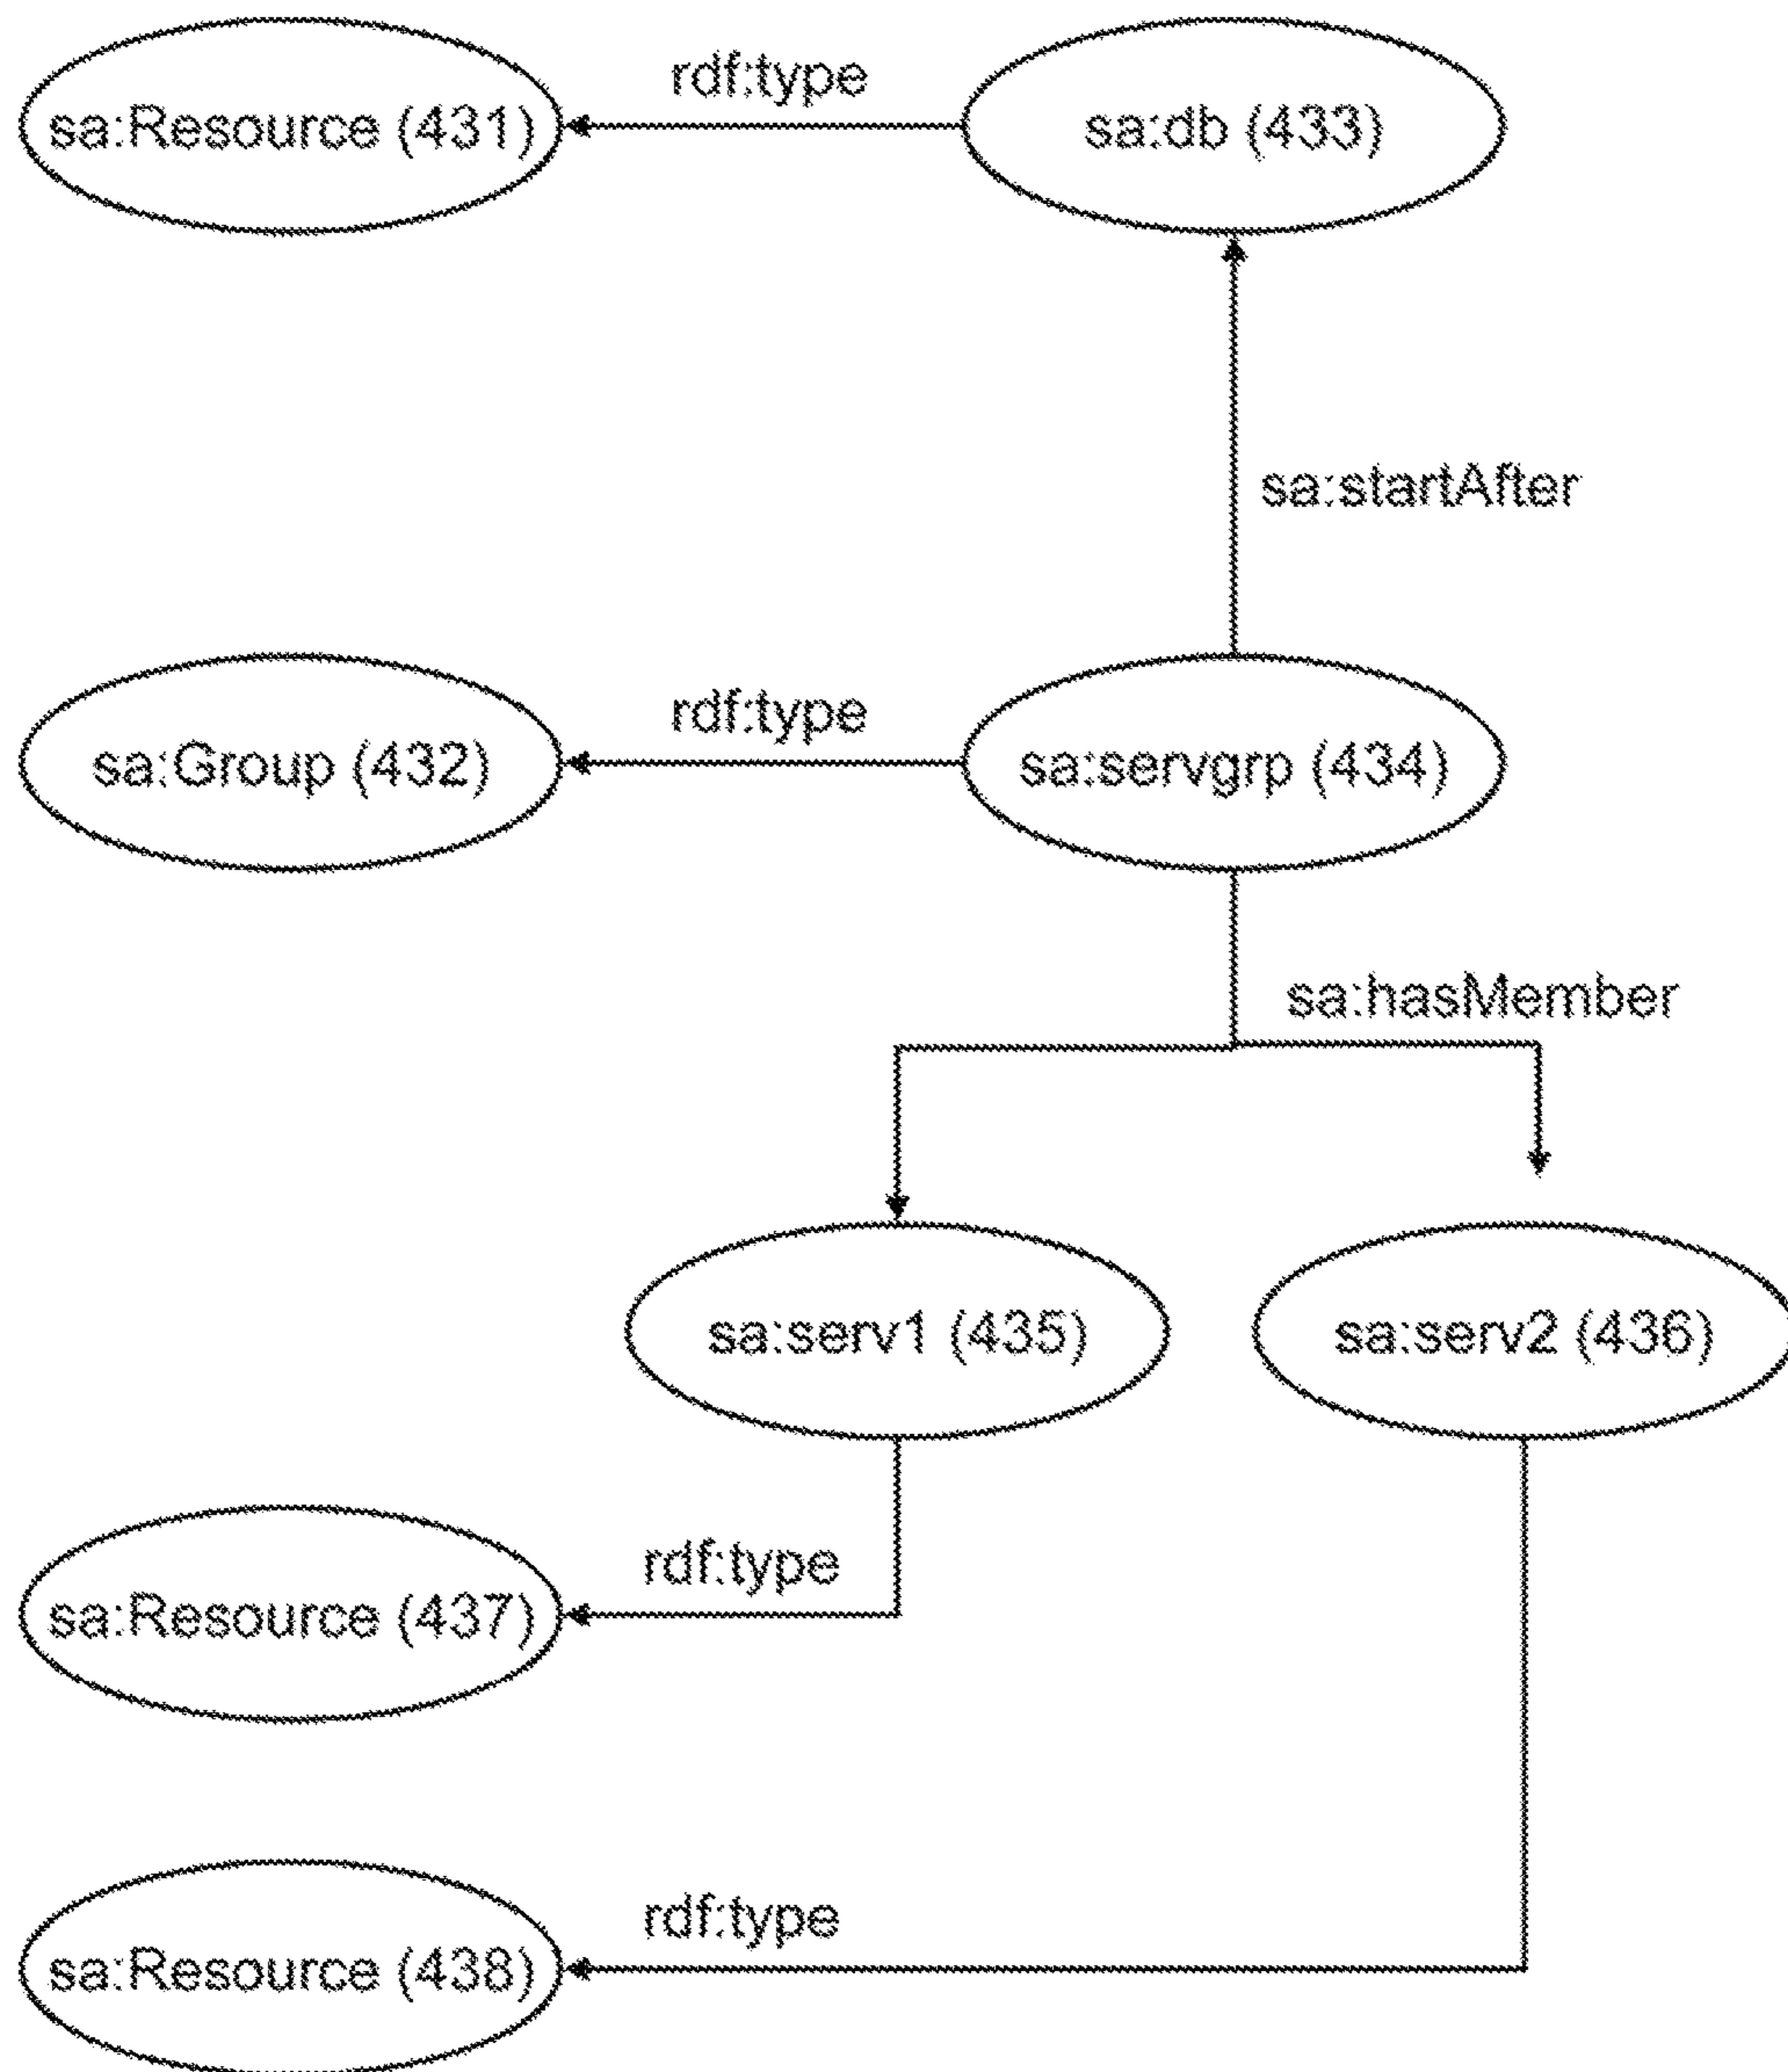 rdf:type
sa:Resource (431)
sa:db (433)
sa:startAfter
rdf:type
sa:Group (432)
sa:servgrp (434)
sa:hasMember
sa:serv1 (435)
sa:serv2 (436)
rdf:type
sa:Resource (437)
rdf:type
sa:Resource (438)